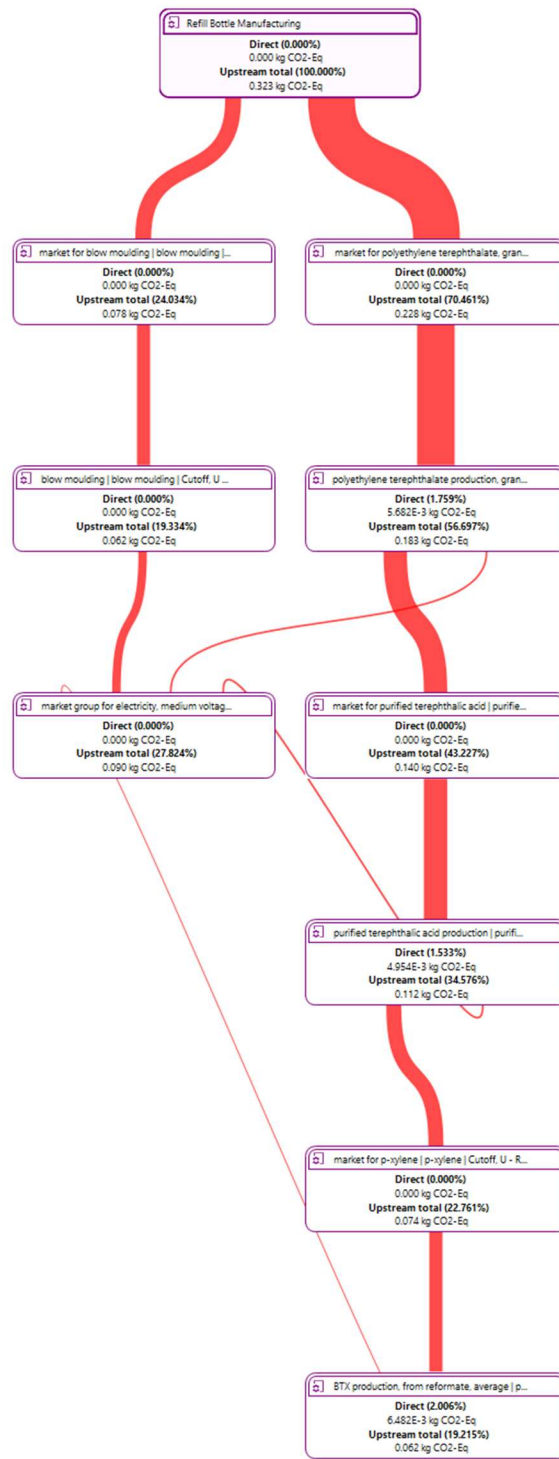 Refill Bottle Manufacturing
Direct (0.000%)
0.000 kg CO2-Eq
Upstream total (100.000%)
0.323 kg CO2-Eq
market for blow moulding | blow moulding |...
Direct (0.000%)
0.000 kg CO2-Eq
Upstream total (24.034%)
0.078 kg CO2-Eq
market for polyethylene terephthalate, gran...
Direct (0.000%)
0.000 kg CO2-Eq
Upstream total (70.461%)
0.228 kg CO2-Eq
blow moulding | blow moulding | Cutoff, U ...
Direct (0.000%)
0.000 kg CO2-Eq
Upstream total (19.334%)
0.062 kg CO2-Eq
polyethylene terephthalate production, gran...
Direct (1.759%)
5.682E-3 kg CO2-Eq
Upstream total (56.697%)
0.183 kg CO2-Eq
market group for electricity, medium voltag...
Direct (0.000%)
0.000 kg CO2-Eq
Upstream total (27.824%)
0.090 kg CO2-Eq
market for purified terephthalic acid | purifie...
Direct (0.000%)
0.000 kg CO2-Eq
Upstream total (43.227%)
0.140 kg CO2-Eq
purified terephthalic acid production | purifi...
Direct (1.533%)
4.954E-3 kg CO2-Eq
Upstream total (34.576%)
0.112 kg CO2-Eq
market for p-xylene | p-xylene | Cutoff, U - R...
Direct (0.000%)
0.000 kg CO2-Eq
Upstream total (22.761%)
0.074 kg CO2-Eq
BTX production, from reformate, average | p...
Direct (2.006%)
6.482E-3 kg CO2-Eq
Upstream total (19.215%)
0.062 kg CO2-Eq